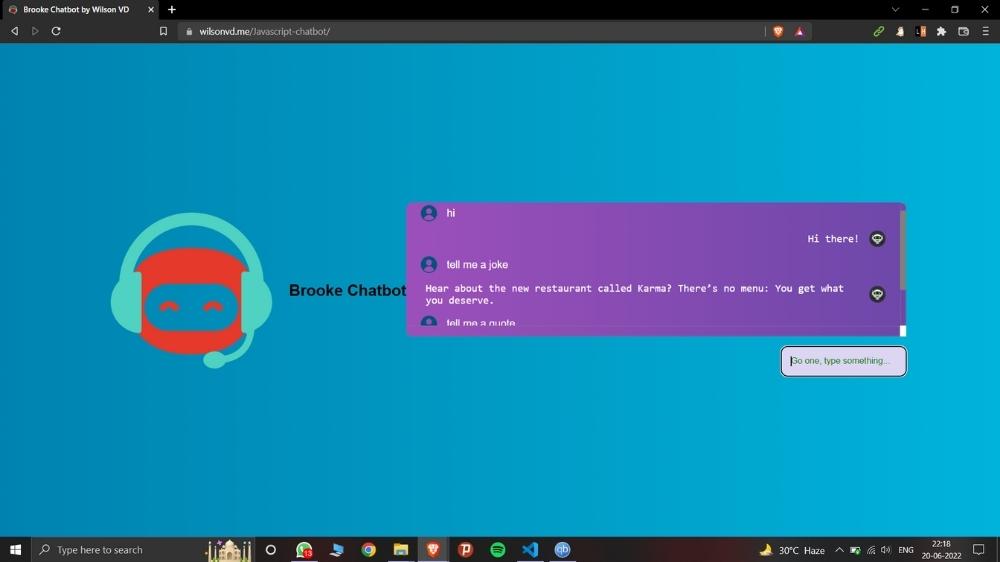 Brooke Chatbot by Wilson VD
wilsonvd.me/Javascript-chatbot/
hi
Hi there!
tell me a joke
Hear about the new restaurant called Karma? There's no menu: You get what
you deserve.
tell me a quote
Brooke Chatbot
Go one, type something...
Type here to search
13
30°C Haze
ENG
22:18
20-06-2022
qb